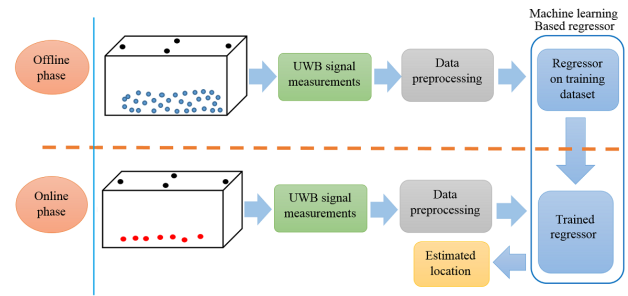 Machine learning
Based regressor
Offline
phase
UWB signal
measurements
Data
preprocessing
Regressor
on training
dataset
Online
phase
UWB signal
measurements
Data
preprocessing
Trained
regressor
Estimated
location